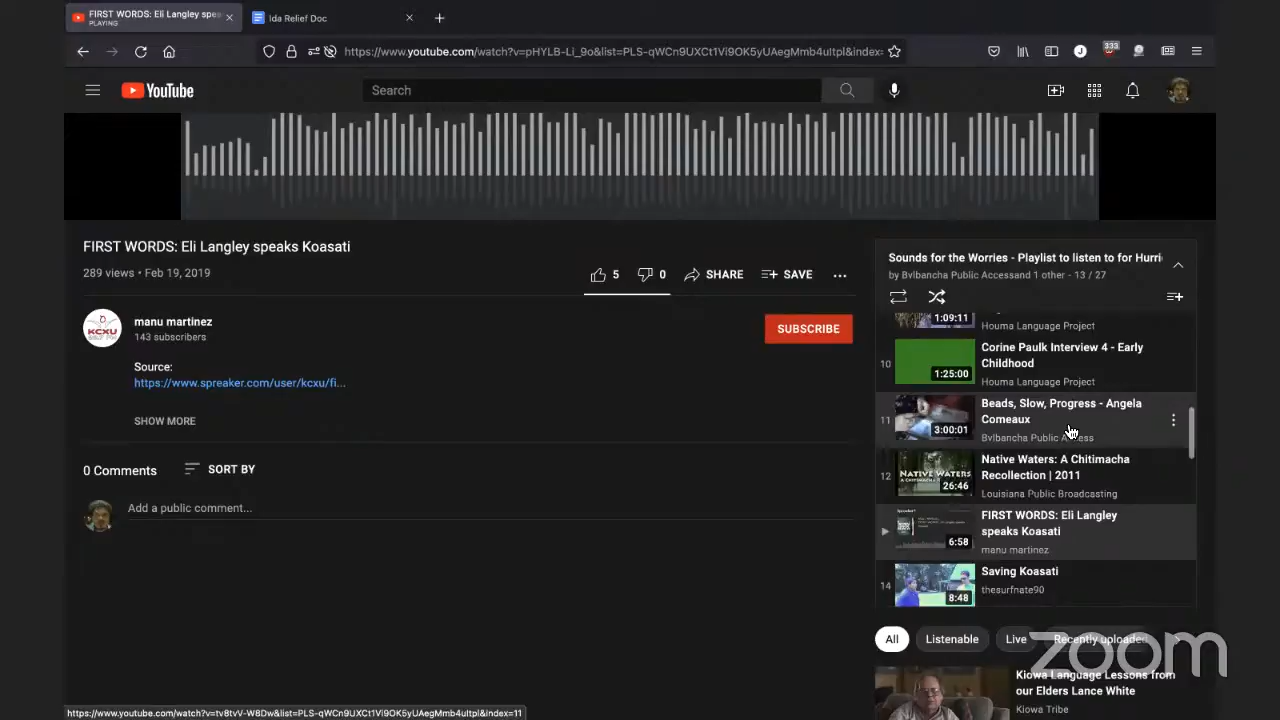 FIRST WORDS: Eli Langley spea
PLAYING
Ida Relief Doc
https://www.youtube.com/watch?v=pHYLB-Li_9o&list=PLS-qWCn9UXCt1Vi9OK5yUAegMmb4ultpl&index=
J
333
YouTube
Search
FIRST WORDS: Eli Langley speaks Koasati
289 views • Feb 19, 2019
5
0
SHARE
SAVE
KCXU
manu martinez
143 subscribers
SUBSCRIBE
Source:
https://www.spreaker.com/user/kcxu/fi...
SHOW MORE
0 Comments
SORT BY
Add a public comment...
Sounds for the Worries - Playlist to listen to for Hurri
by Bvlbancha Public Accessand 1 other - 13 / 27
1:09:11
Houma Language Project
10
1:25:00
Corine Paulk Interview 4 - Early
Childhood
Houma Language Project
11
3:00:01
Beads, Slow, Progress - Angela
Comeaux
Bvlbancha Public Access
12
NATIVE WATERS
26:46
Native Waters: A Chitimacha
Recollection | 2011
Louisiana Public Broadcasting
6:58
FIRST WORDS: Eli Langley
speaks Koasati
manu martinez
14
8:48
Saving Koasati
thesurfnate90
All
Listenable
Live
Recently uploaded
zoom
Kiowa Language Lessons from
our Elders Lance White
Kiowa Tribe
https://www.youtube.com/watch?v=tv8tvV-W8Dw&list=PLS-qWCn9UXCt1Vi9OK5yUAegMmb4ultpl&index=11